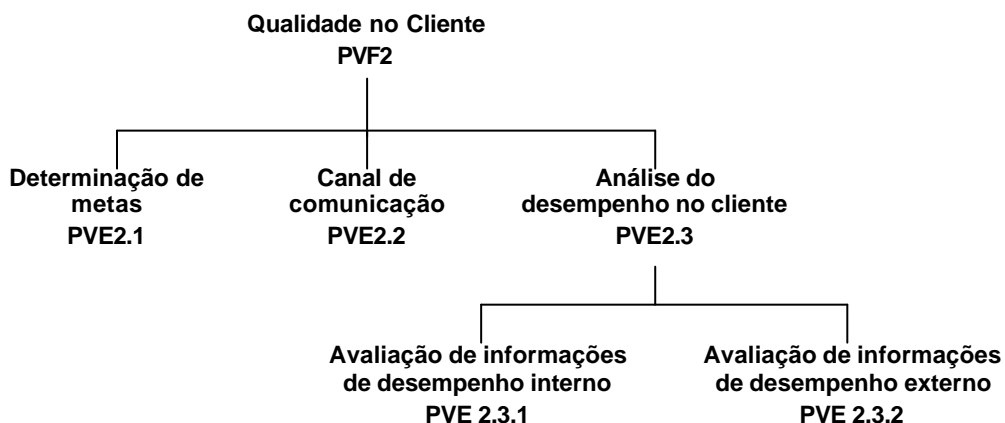 Qualidade no Cliente
PVF2
Determinação de
metas
PVE2.1
Canal de
comunicação
PVE2.2
Análise do
desempenho no cliente
PVE2.3
Avaliação de informações
de desempenho interno
PVE 2.3.1
Avaliação de informações
de desempenho externo
PVE 2.3.2